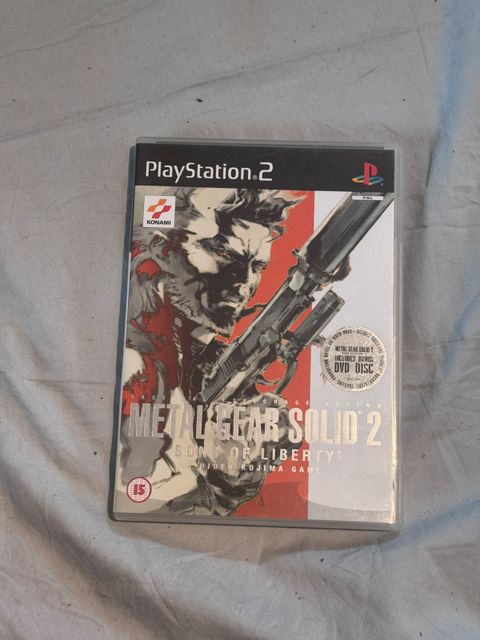 PlayStation®2
PAL
KONAMI
METAL GEAR SOLID 2
INCLUDES BONUS
DVD DISC
ACTION
METAL GEAR SOLID 2
SONS OF LIBERTY
HIDEO KOJIMA GAME
15